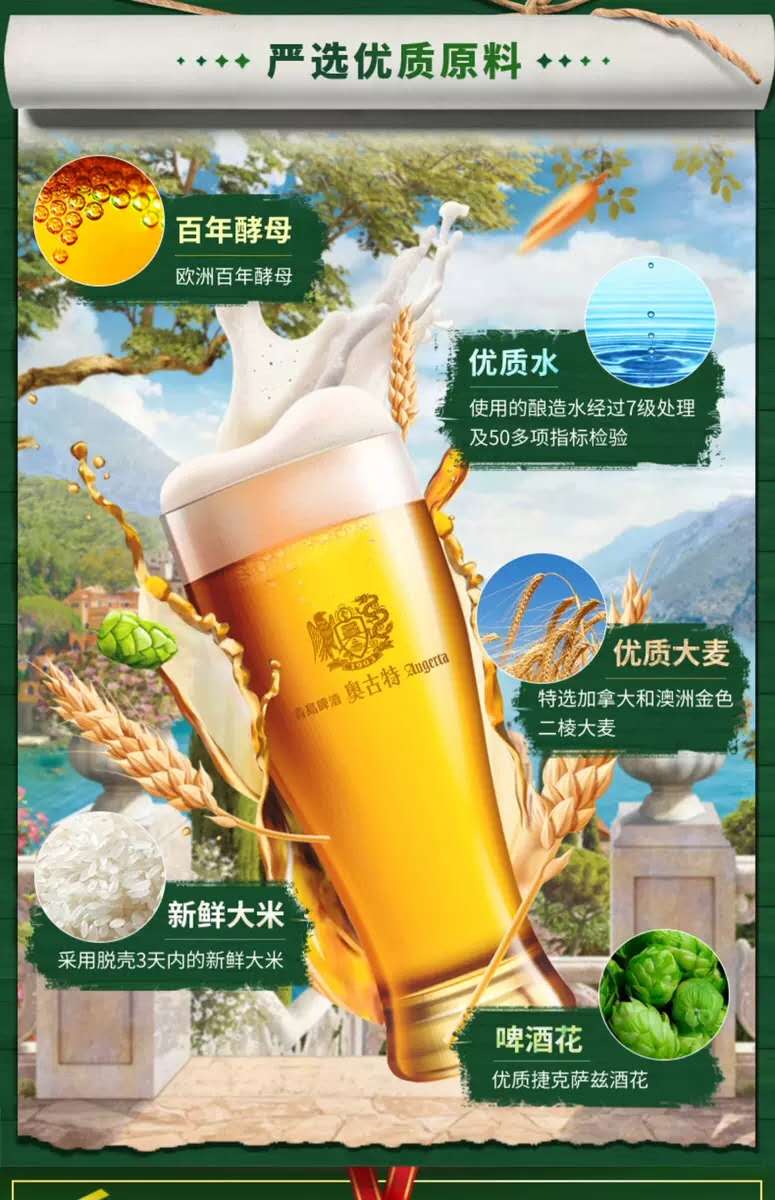 严选优质原料
百年酵母
欧洲百年酵母
优质水
使用的酿造水经过7级处理
及50多项指标检验
1903
青島啤酒 奥古特 Augerta
优质大麦
特选加拿大和澳洲金色
二棱大麦
新鲜大米
采用脱壳3天内的新鲜大米
啤酒花
优质捷克萨兹酒花